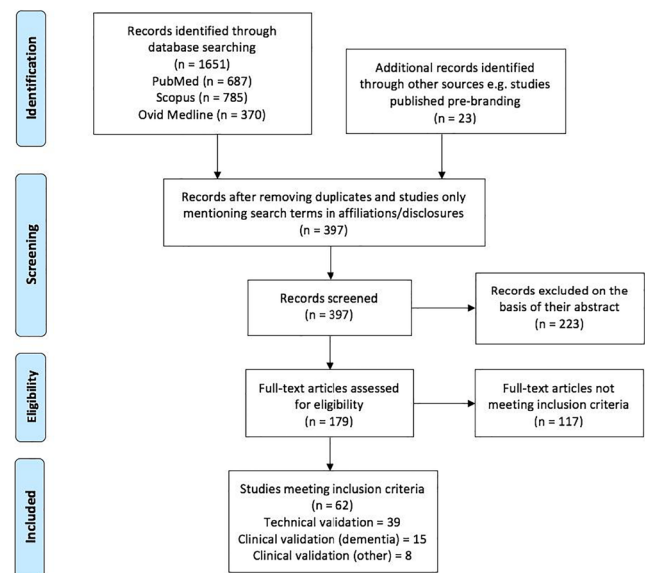 Identification
Records identified through
database searching
(n = 1651)
PubMed (n = 687)
Scopus (n = 785)
Ovid Medline (n = 370)
Additional records identified
through other sources e.g. studies
published pre-branding
(n = 23)
Screening
Records after removing duplicates and studies only
mentioning search terms in affiliations/disclosures
(n = 397)
Records screened
(n = 397)
Records excluded on the
basis of their abstract
(n = 223)
Eligibility
Full-text articles assessed
for eligibility
(n = 179)
Full-text articles not
meeting inclusion criteria
(n = 117)
Included
Studies meeting inclusion criteria
(n = 62)
Technical validation = 39
Clinical validation (dementia) = 15
Clinical validation (other) = 8